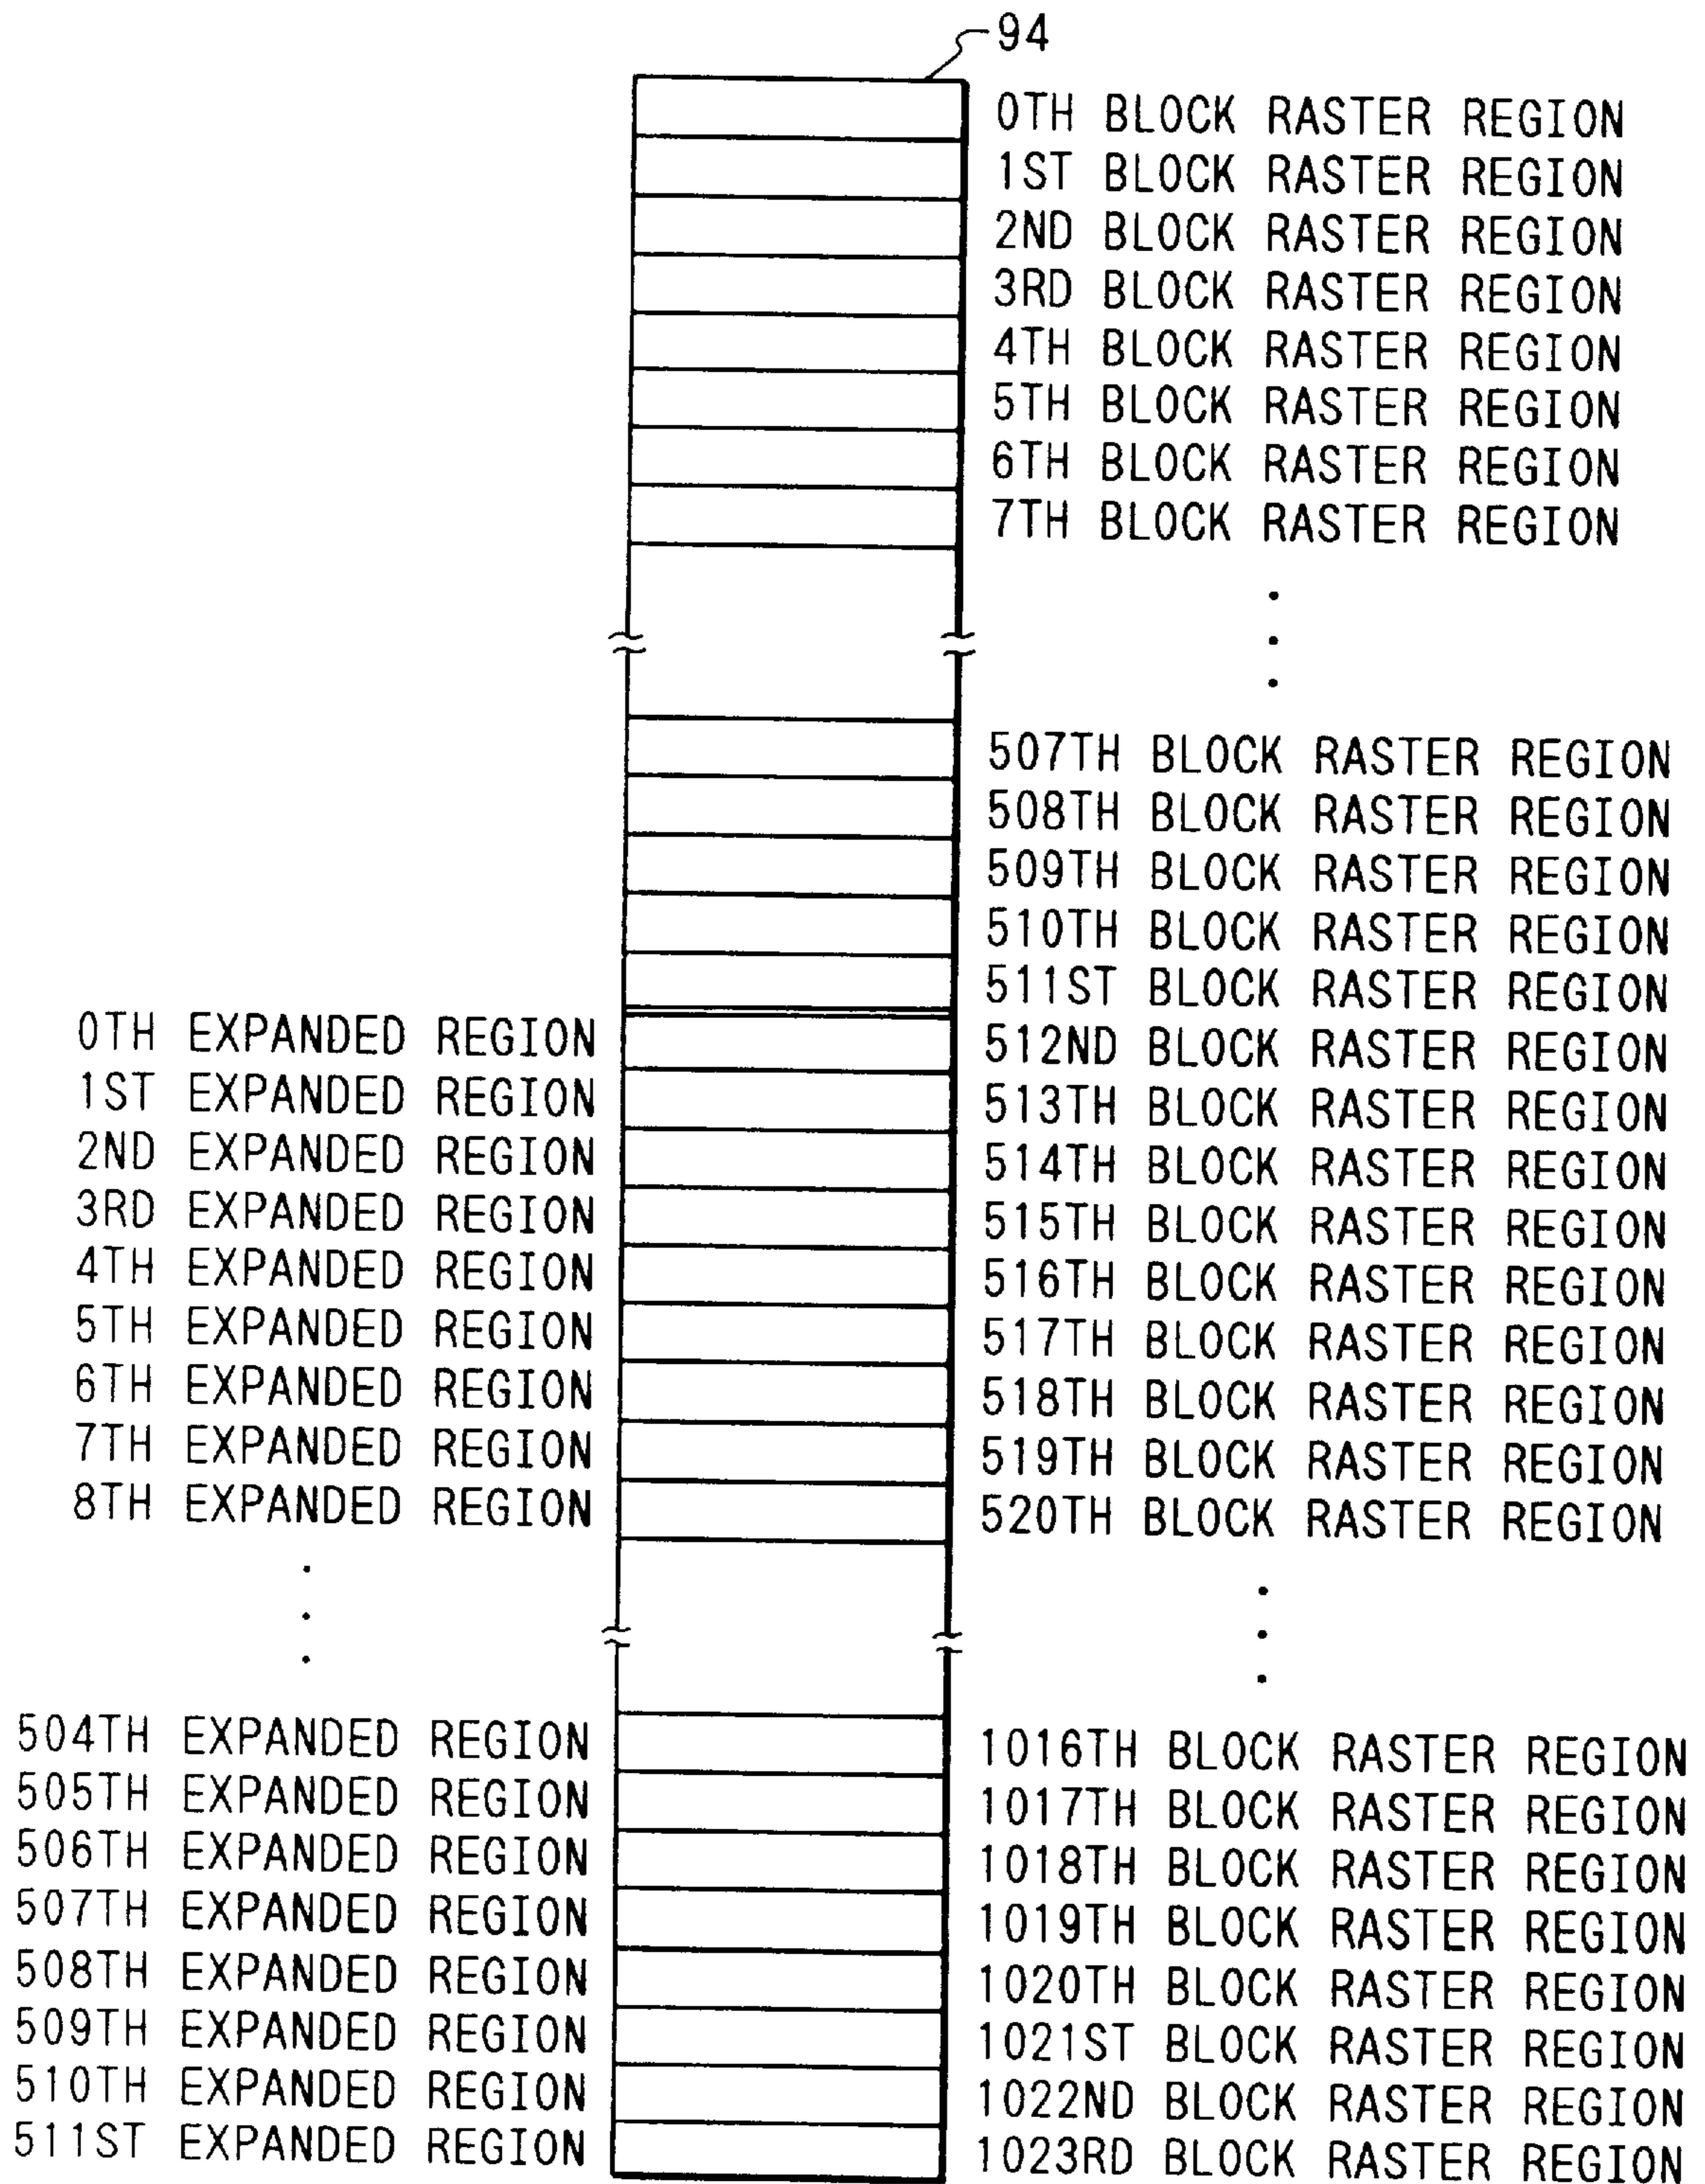 94
0TH BLOCK RASTER REGION
1ST BLOCK RASTER REGION
2ND BLOCK RASTER REGION
3RD BLOCK RASTER REGION
4TH BLOCK RASTER REGION
5TH BLOCK RASTER REGION
6TH BLOCK RASTER REGION
7TH BLOCK RASTER REGION
507TH BLOCK RASTER REGION
508TH BLOCK RASTER REGION
509TH BLOCK RASTER REGION
510TH BLOCK RASTER REGION
511ST BLOCK RASTER REGION
0TH EXPANDED REGION 512ND BLOCK RASTER REGION
1ST EXPANDED REGION 513TH BLOCK RASTER REGION
2ND EXPANDED REGION 514TH BLOCK RASTER REGION
3RD EXPANDED REGION 515TH BLOCK RASTER REGION
4TH EXPANDED REGION 516TH BLOCK RASTER REGION
5TH EXPANDED REGION 517TH BLOCK RASTER REGION
6TH EXPANDED REGION 518TH BLOCK RASTER REGION
7TH EXPANDED REGION 519TH BLOCK RASTER REGION
8TH EXPANDED REGION 520TH BLOCK RASTER REGION
504TH EXPANDED REGION 1016TH BLOCK RASTER REGION
505TH EXPANDED REGION 1017TH BLOCK RASTER REGION
506TH EXPANDED REGION 1018TH BLOCK RASTER REGION
507TH EXPANDED REGION 1019TH BLOCK RASTER REGION
508TH EXPANDED REGION 1020TH BLOCK RASTER REGION
509TH EXPANDED REGION 1021ST BLOCK RASTER REGION
510TH EXPANDED REGION 1022ND BLOCK RASTER REGION
511ST EXPANDED REGION 1023RD BLOCK RASTER REGION